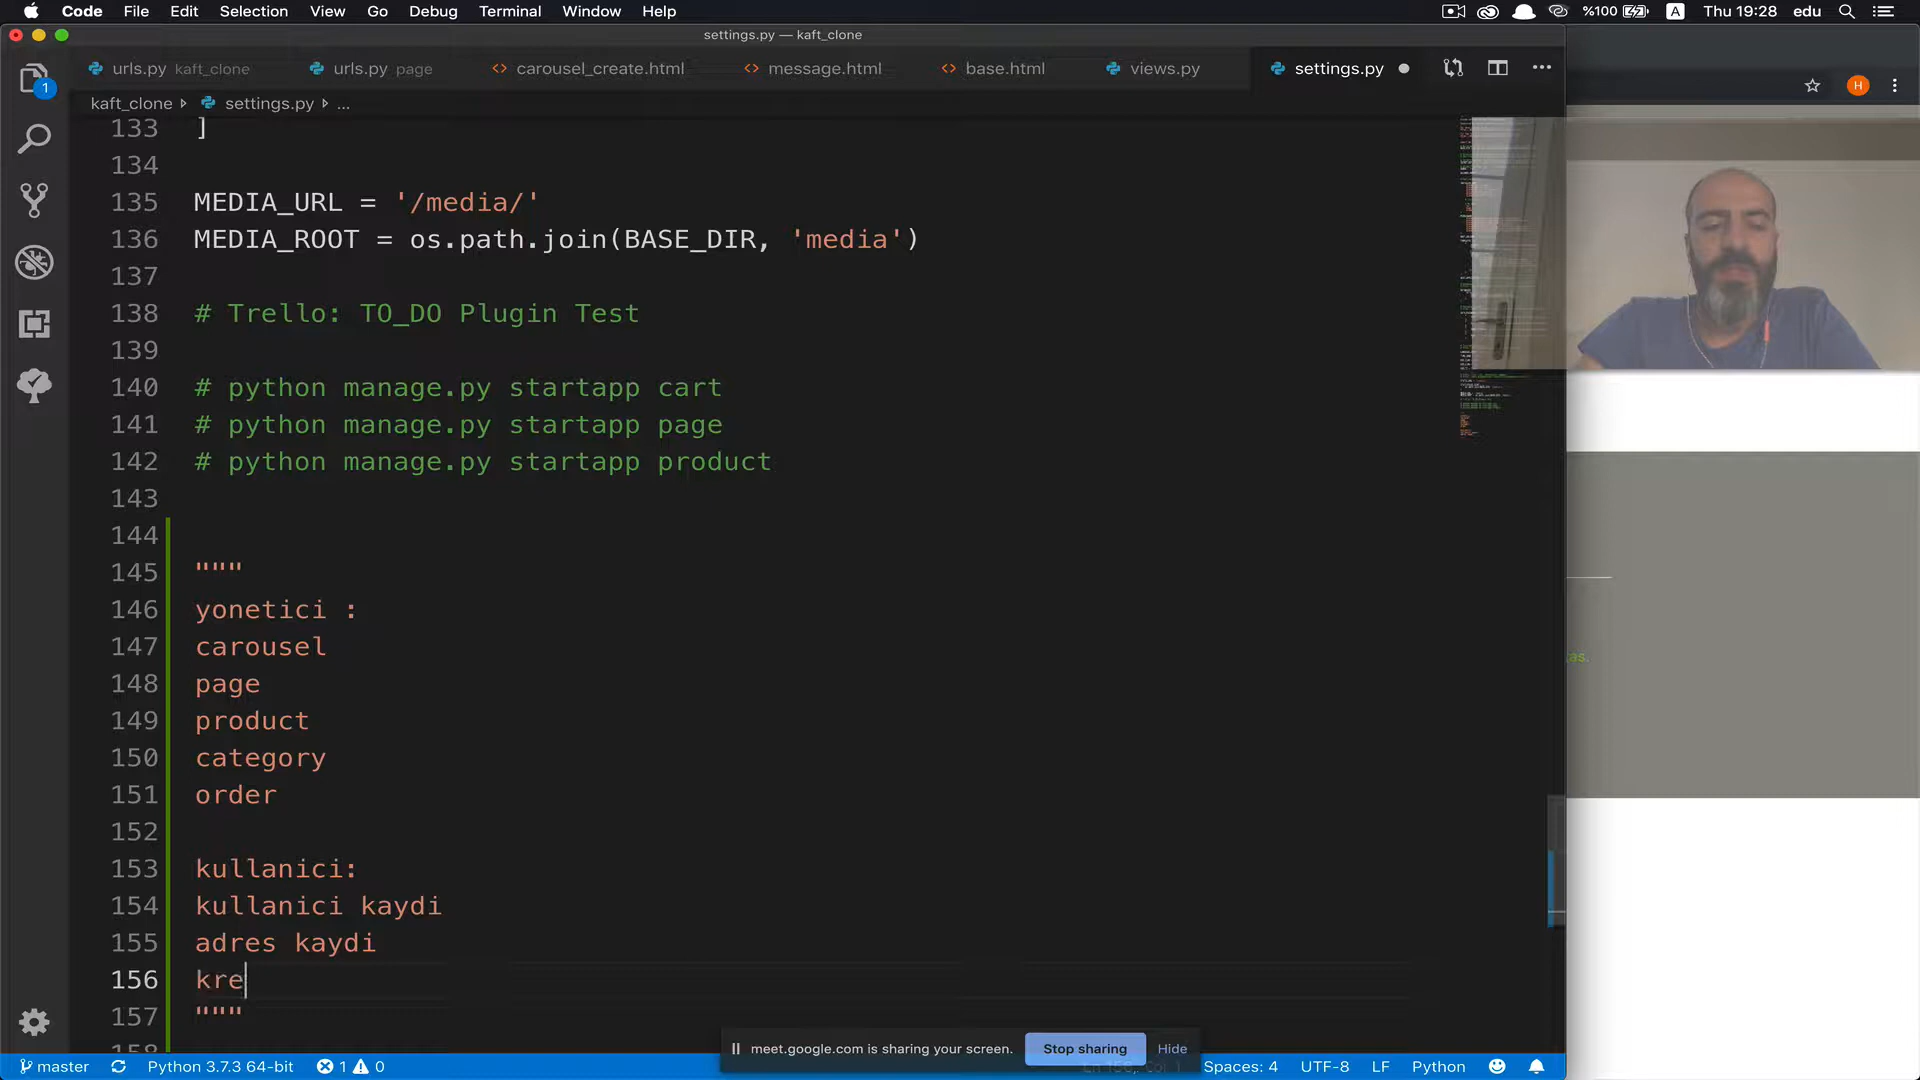 Code File Edit Selection View Go Debug Terminal Window Help %100 A Thu 19:28 edu
settings.py — kaft_clone
urls.py kaft_clone urls.py page carousel_create.html message.html base.html views.py settings.py
H
1
kaft_clone settings.py ...
133 ]
134
135 MEDIA_URL = '/media/'
136 MEDIA_ROOT = os.path.join(BASE_DIR, 'media')
137
138 # Trello: TO_DO Plugin Test
139
140 # python manage.py startapp cart
141 # python manage.py startapp page
142 # python manage.py startapp product
143
144
145 """
146 yonetici :
147 carousel
148 page
149 product
150 category
151 order
152
153 kullanici:
154 kullanici kaydi
155 adres kaydi
156 kre
157 """
158
as.
meet.google.com is sharing your screen. Stop sharing Hide
master Python 3.7.3 64-bit 1 0 Spaces: 4 UTF-8 LF Python